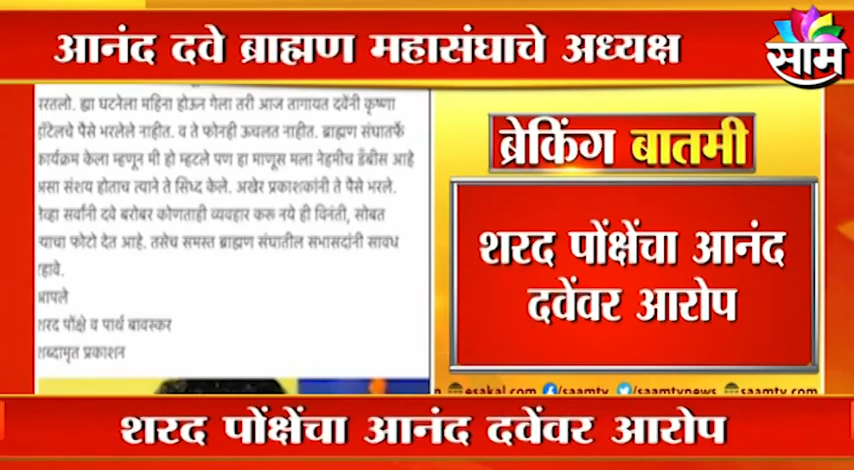 आनंद दवे ब्राह्मण महासंघाचे अध्यक्ष
साम
रतलो. ह्या घटनेला महिना होऊन गेला तरी आज तागायत दवेंनी कृष्णा
हॉटेलचे पैसे भरलेले नाहीत. व ते फोनही ऊचलत नाहीत. ब्राह्मण संघातर्फे
कार्यक्रम केला म्हणून मी हो म्हटले पण हा माणूस मला नेहमीच डँबीस आहे
असा संशय होताच त्याने ते सिध्द केले. अखेर प्रकाशकांनी ते पैसे भरले.
तेव्हा सर्वांनी दवे बरोबर कोणताही व्यवहार करू नये ही विनंती, सोबत
याचा फोटो देत आहे. तसेच समस्त ब्राह्मण संघातील सभासदांनी सावध
रहावे.
आपले
शरद पोंक्षे व पार्थ बावस्कर
शब्दामृत प्रकाशन
ब्रेकिंग बातमी
शरद पोंक्षेंचा आनंद
दवेंवर आरोप
esakal.com /saamtv /saamtvnews saamtv.com
शरद पोंक्षेंचा आनंद दवेंवर आरोप